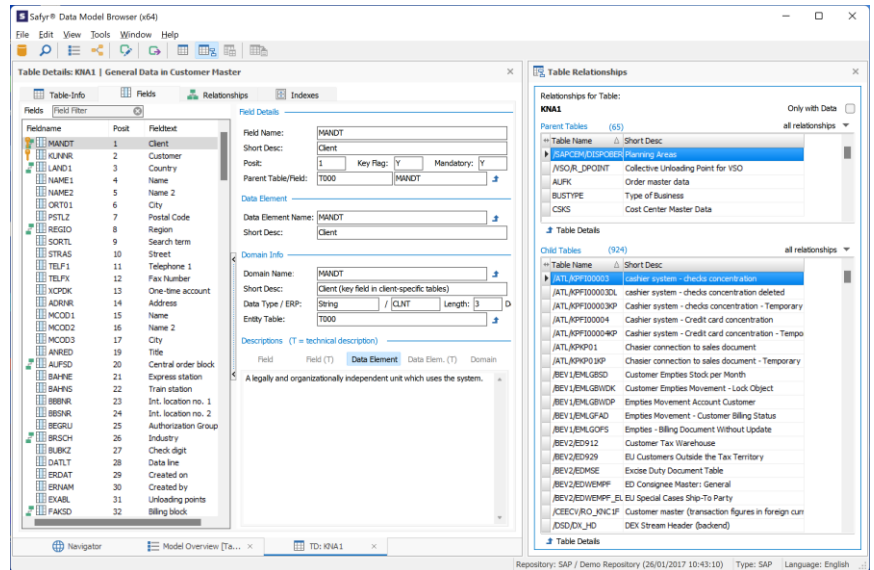 S Safyr® Data Model Browser (x64)
File Edit View Tools Window Help
Table Details: KNA1 | General Data in Customer Master
Table-Info Fields Relationships Indexes
Fields Field Filter
Fieldname Posit Fieldtext
MANDT 1 Client
KUNNR 2 Customer
LAND1 3 Country
NAME1 4 Name
NAME2 5 Name 2
ORT01 6 City
PSTLZ 7 Postal Code
REGIO 8 Region
SORTL 9 Search term
STRAS 10 Street
TELF1 11 Telephone 1
TELFX 12 Fax Number
XCPDK 13 One-time account
ADRNR 14 Address
MCOD1 15 Name
MCOD2 16 Name 2
MCOD3 17 City
ANRED 19 Title
AUFSD 20 Central order block
BAHNE 21 Express station
BAHNS 22 Train station
BBBNR 23 Int. location no. 1
BBSNR 24 Int. location no. 2
BEGRU 25 Authorization Group
BRSCH 26 Industry
BUBKZ 27 Check digit
DATLT 28 Data line
ERDAT 29 Created on
ERNAM 30 Created by
EXABL 31 Unloading points
FAKSD 32 Billing block
Field Details
Field Name: MANDT
Short Desc: Client
Posit: 1 Key Flag: Y Mandatory: Y
Parent Table/Field: T000 MANDT
Data Element
Data Element Name: MANDT
Short Desc: Client
Domain Info
Domain Name: MANDT
Short Desc: Client (key field in client-specific tables)
Data Type / ERP: String / CLNT Length: 3 De
Entity Table: T000
Descriptions (T = technical description)
Field Field (T) Data Element Data Elem. (T) Domain
A legally and organizationally independent unit which uses the system.
Table Relationships
Relationships for Table:
KNA1 Only with Data
Parent Tables (65) all relationships
Table Name Short Desc
/SAPCEM/DISPOBER Planning Areas
/VSO/R_DPOINT Collective Unloading Point for VSO
AUFK Order master data
BUSTYPE Type of Business
CSKS Cost Center Master Data
Table Details
Child Tables (924) all relationships
Table Name Short Desc
/ATL/KPFI00003 cashier system - checks concentration
/ATL/KPFI00003DL cashier system - checks concentration deleted
/ATL/KPFI00003KP cashier system - checks concentration - Temporary
/ATL/KPFI00004 cashier system - Credit card concentration
/ATL/KPFI0004KP cashier system - Credit card concentration - Tempo
/ATL/KPKP01 Chasier connection to sales document
/ATL/KPKP01KP Chasier connection to sales document - Temporary
/BEV1/EMLGBSD Customer Empties Stock per Month
/BEV1/EMLGBWDK Customer Empties Movement - Lock Object
/BEV1/EMLGBWDP Empties Movement Account Customer
/BEV1/EMLGFAD Empties Movement - Customer Billing Status
/BEV1/EMLGOFS Empties - Billing Document Without Update
/BEV2/ED912 Customer Tax Warehouse
/BEV2/ED929 EU Customers Outside the Tax Territory
/BEV2/EDMSE Excise Duty Document Table
/BEV2/EDWEMPF ED Consignee Master: General
/BEV2/EDWEMPF_EU EU Special Cases Ship-To Party
/CEECV/RO_KNC1F Customer master (transaction figures in foreign curr
/DSD/DX_HD DEX Stream Header (backend)
Table Details
Navigator Model Overview [Ta... × TD: KNA1 ×
Repository: SAP / Demo Repository (26/01/2017 10:43:10) Type: SAP Language: English